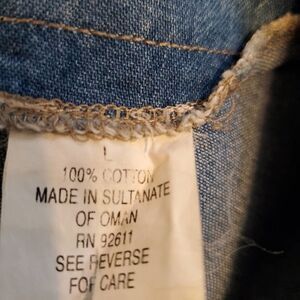 L
100% COTTON
MADE IN SULTANATE
OF OMAN
RN 92611
SEE REVERSE
FOR CARE